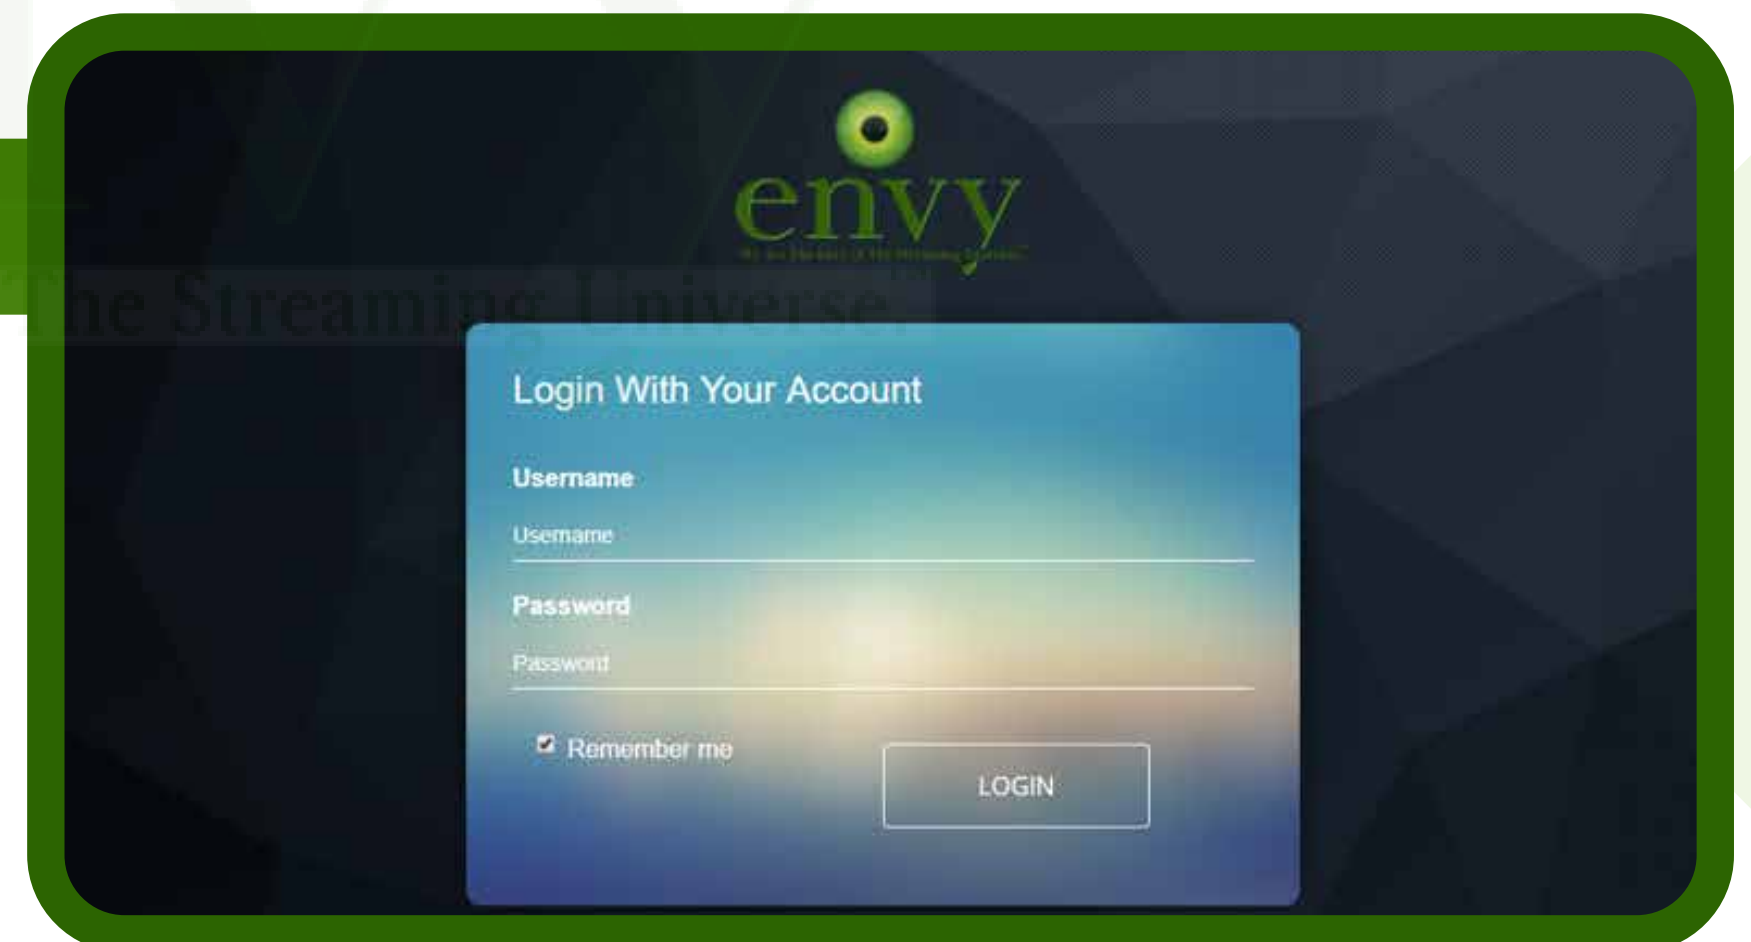 envy
The Streaming Universe.
Login With Your Account
Username
Username
Password
Password
Remember me
LOGIN